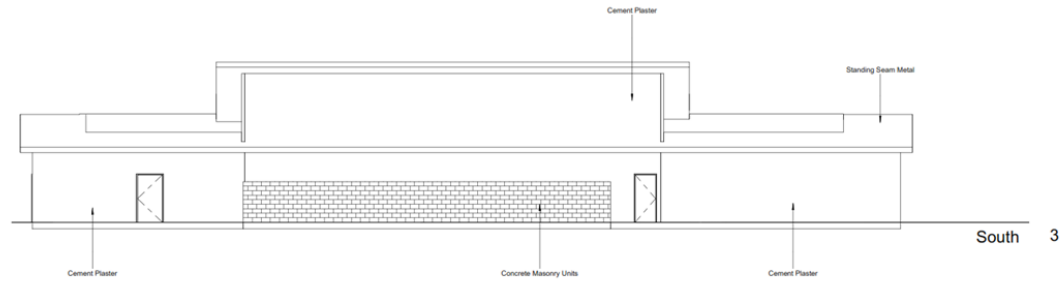 Cement Plaster
Standing Seam Metal
South 3
Cement Plaster
Concrete Masonry Units
Cement Plaster